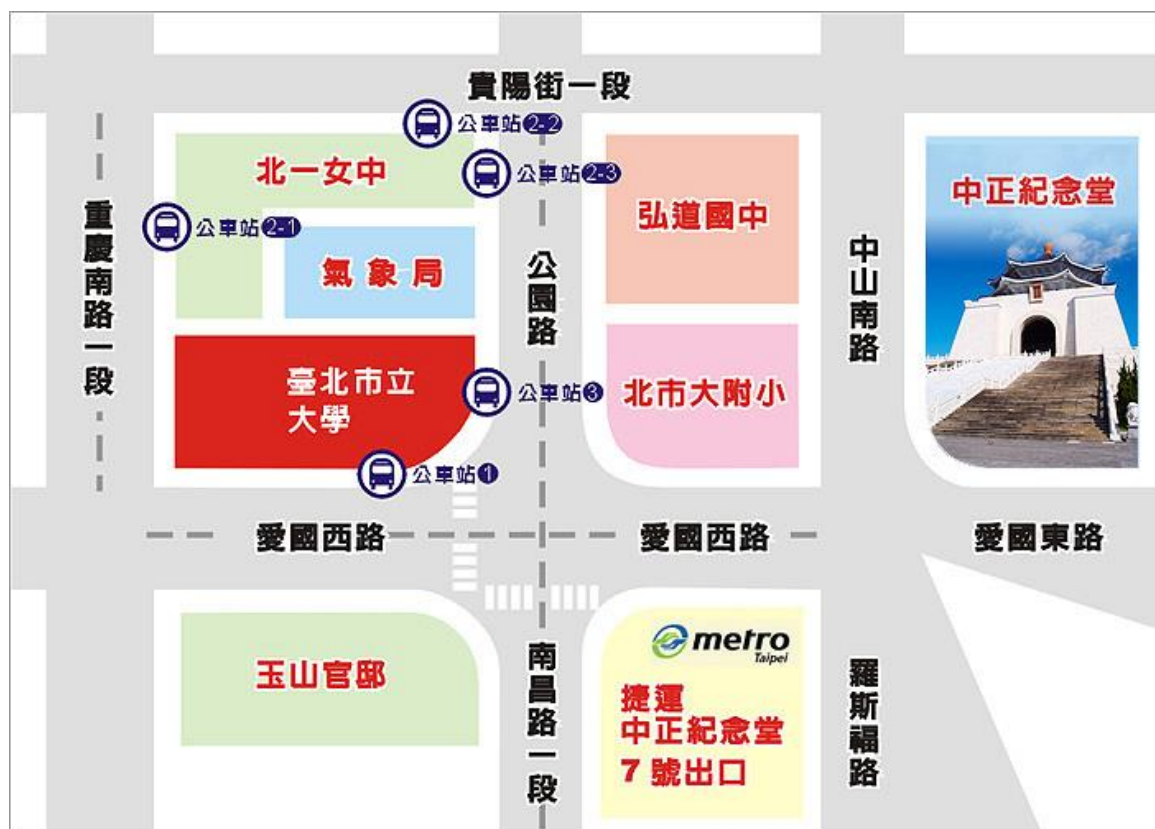 貴陽街一段
公車站2-2
北一女中
公車站2-3
中正紀念堂
弘道國中
重慶南路一段
公車站2-1
氣象局
公園路
中山南路
臺北市立
大學
公車站3
北市大附小
公車站1
愛國西路
愛國西路
愛國東路
metro
Taipei
玉山官邸
南昌路一段
捷運
中正紀念堂
7號出口
羅斯福路